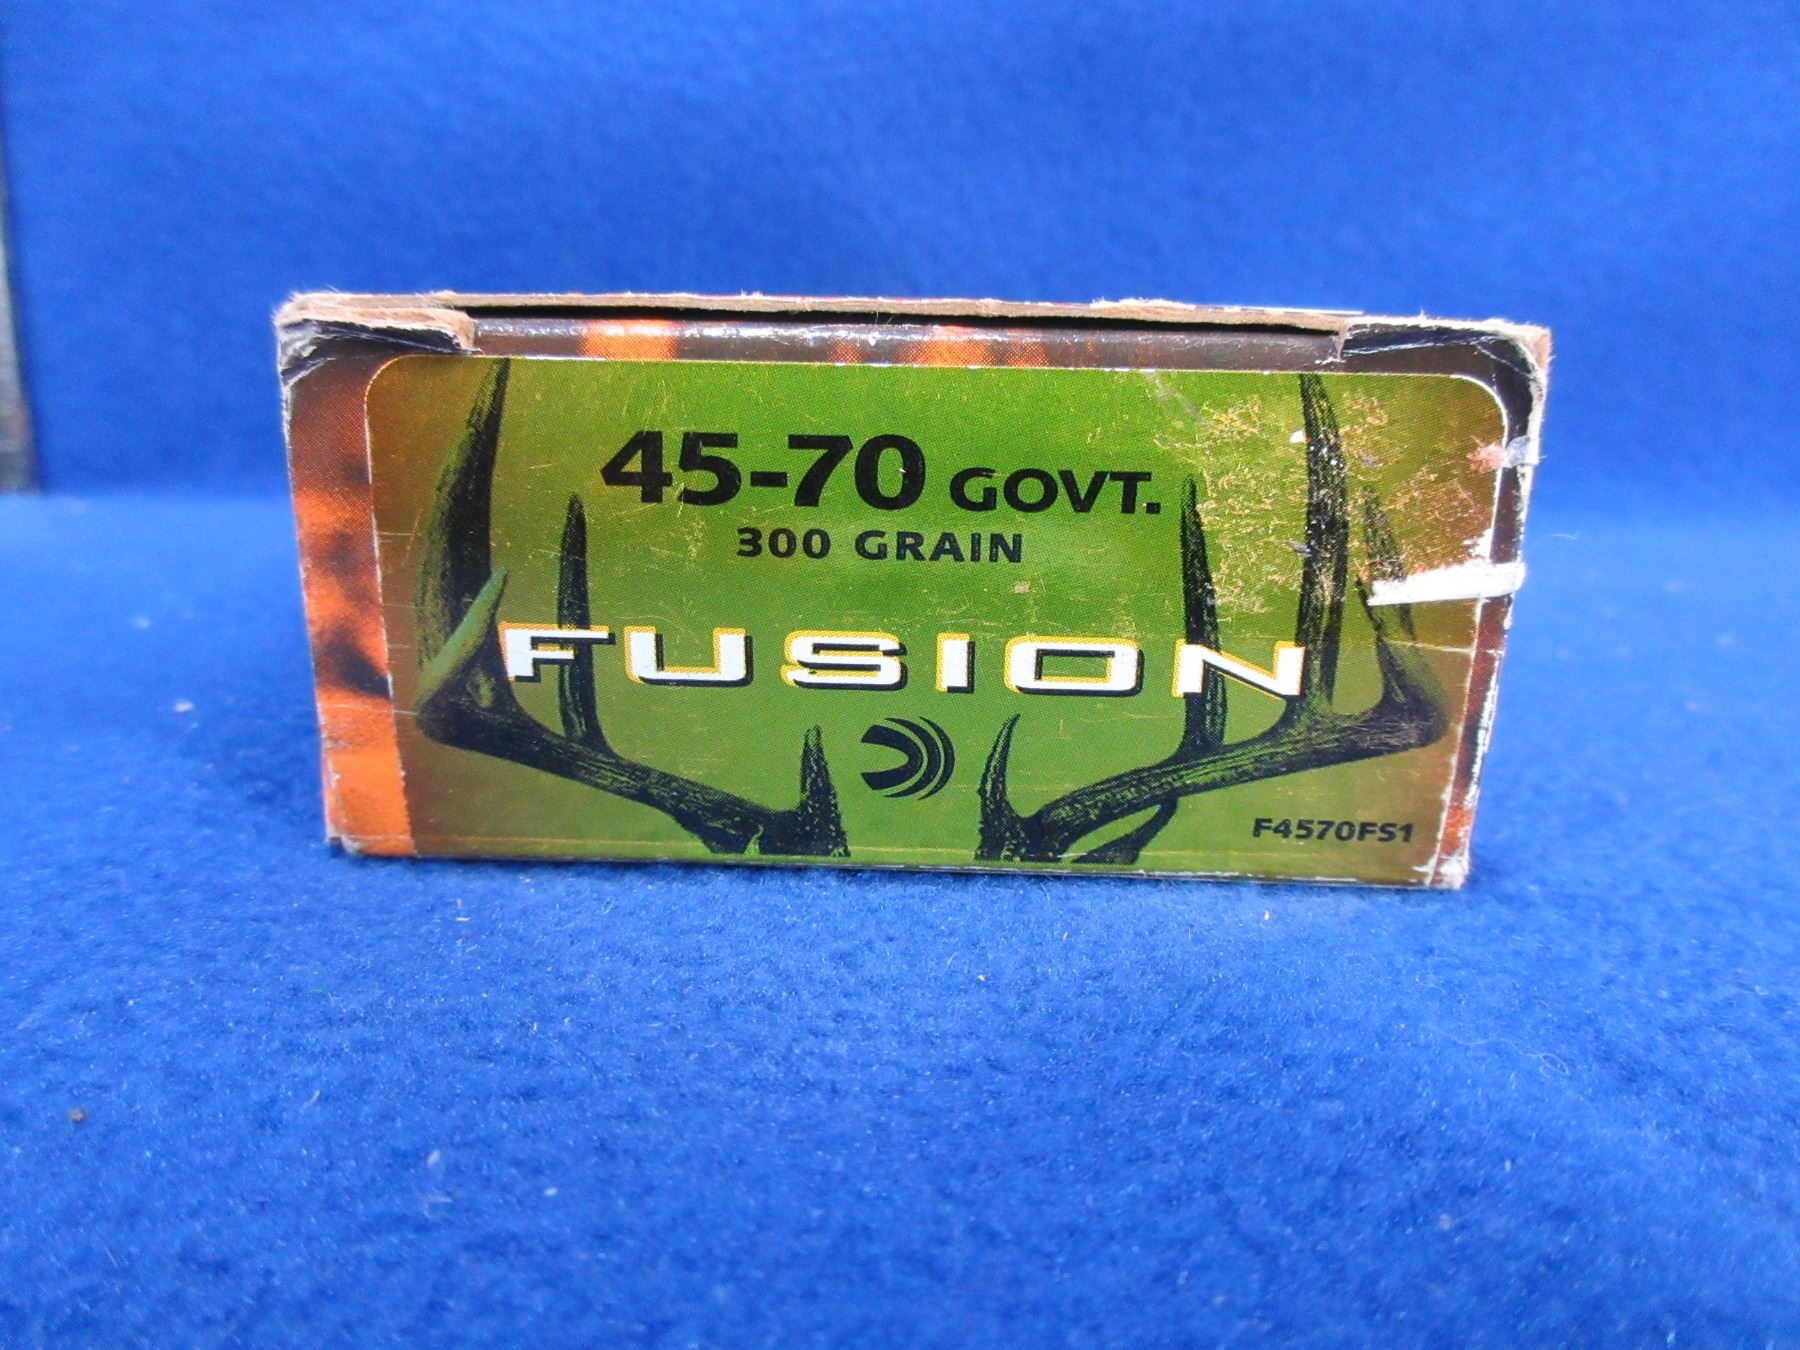 45-70 GOVT.
300 GRAIN
FUSION
F4570FS1